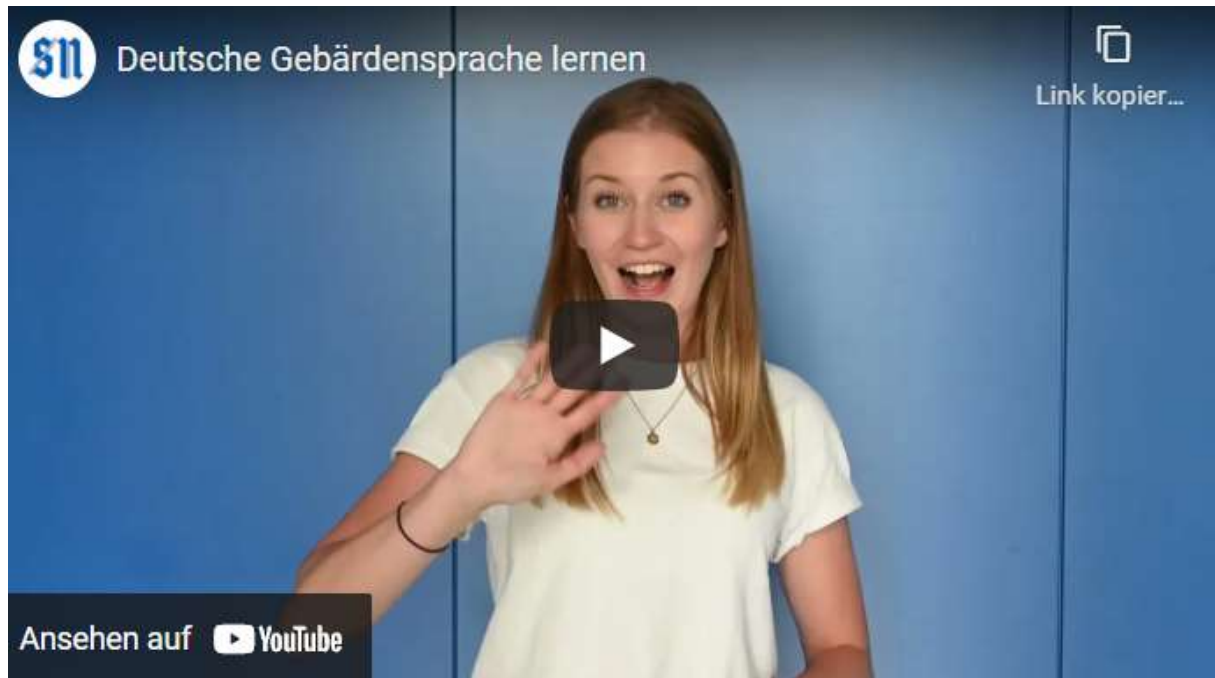 SN Deutsche Gebärdensprache lernen
Link kopier...
Ansehen auf YouTube